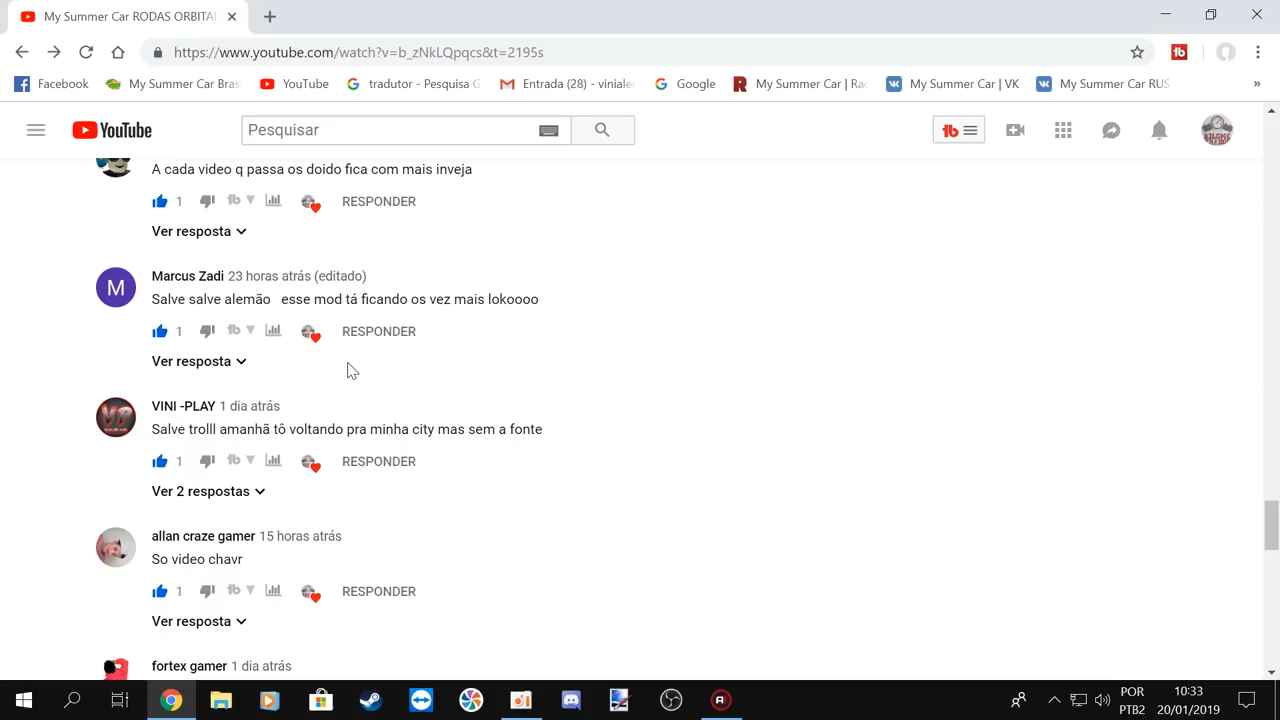 My Summer Car RODAS ORBITAL
https://www.youtube.com/watch?v=b_zNkLQpqcs&t=2195s
Facebook My Summer Car Bras YouTube tradutor - Pesquisa G Entrada (28) - viniale Google My Summer Car | Rac My Summer Car | VK My Summer Car RUS »
YouTube Pesquisar
A cada video q passa os doido fica com mais inveja
1 RESPONDER
Ver resposta
M
Marcus Zadi 23 horas atrás (editado)
Salve salve alemão esse mod tá ficando os vez mais lokoooo
1 RESPONDER
Ver resposta
VP
VINI -PLAY 1 dia atrás
Salve trolll amanhã tô voltando pra minha city mas sem a fonte
1 RESPONDER
Ver 2 respostas
allan craze gamer 15 horas atrás
So video chavr
1 RESPONDER
Ver resposta
fortex gamer 1 dia atrás
POR 10:33
PTB2 20/01/2019